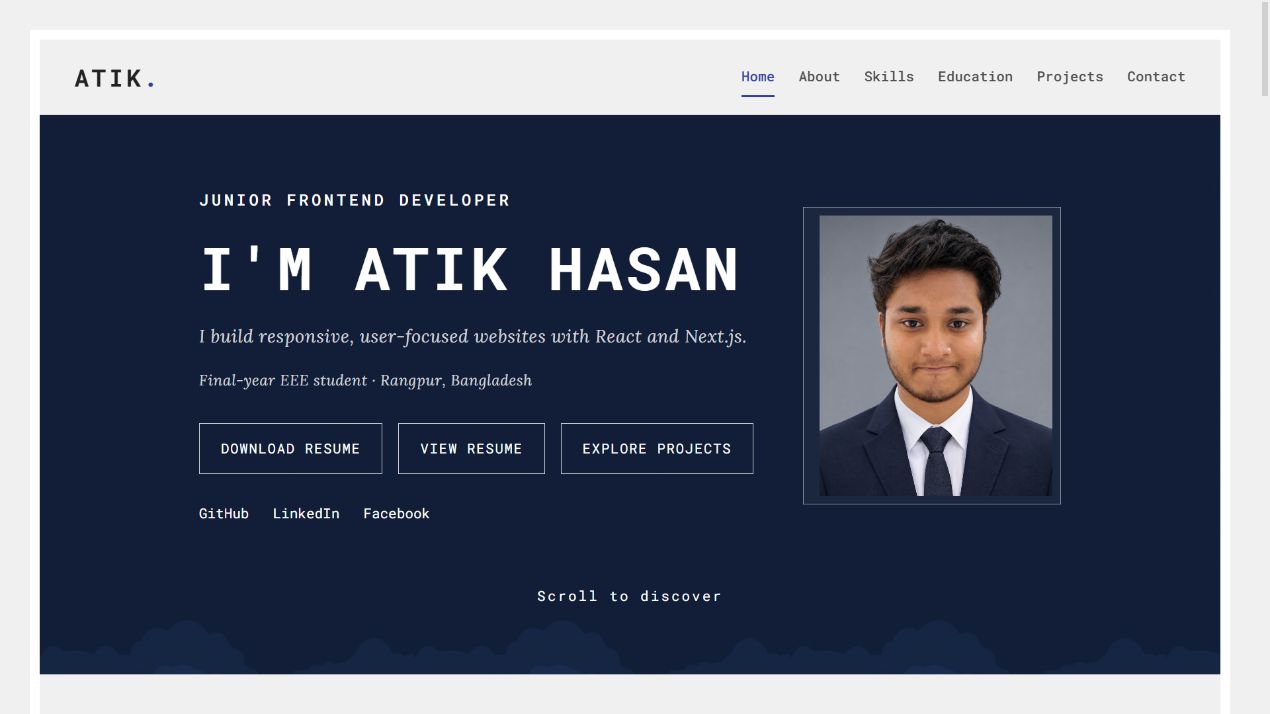 ATIK.
Home About Skills Education Projects Contact
JUNIOR FRONTEND DEVELOPER
I'M ATIK HASAN
I build responsive, user-focused websites with React and Next.js.
Final-year EEE student · Rangpur, Bangladesh
DOWNLOAD RESUME VIEW RESUME EXPLORE PROJECTS
GitHub LinkedIn Facebook
Scroll to discover